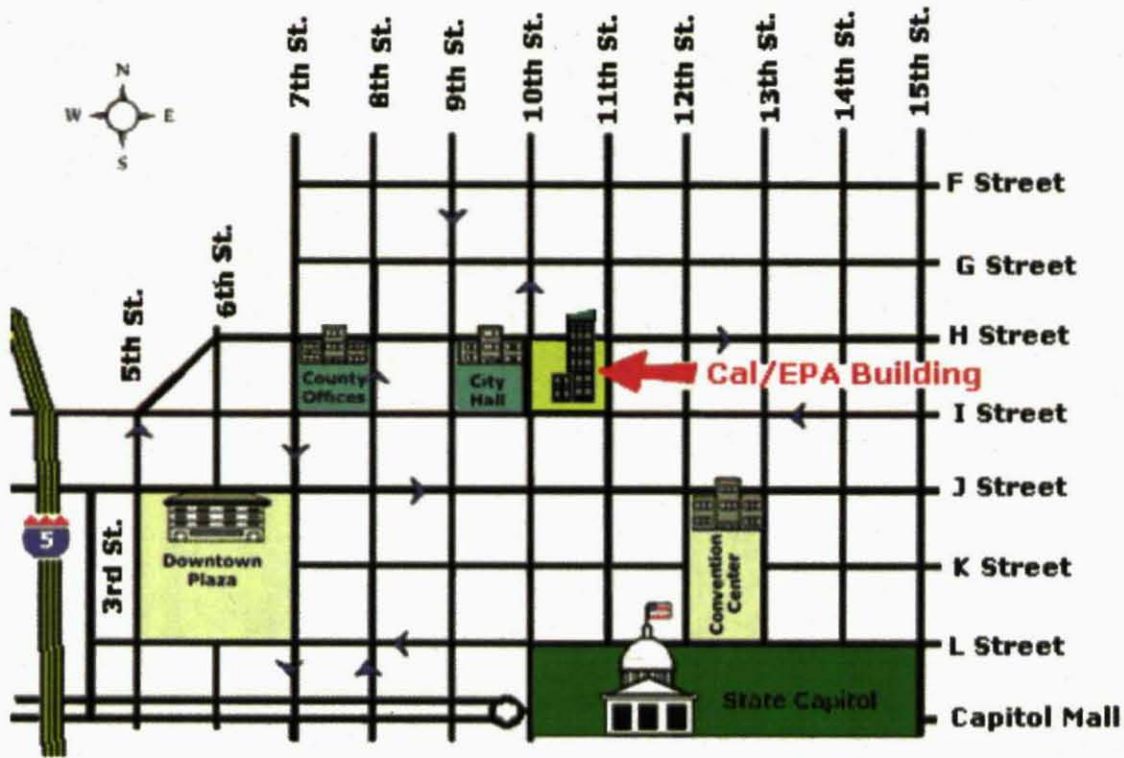 7th St.
8th St.
9th St.
10th St.
11th St.
12th St.
13th St.
14th St.
15th St.
N
W E
S
F Street
6th St.
G Street
5th St.
H Street
County
Offices
City
Hall
Cal/EPA Building
I Street
J Street
5
3rd St.
Downtown
Plaza
Convention
Center
K Street
L Street
State Capitol
Capitol Mall